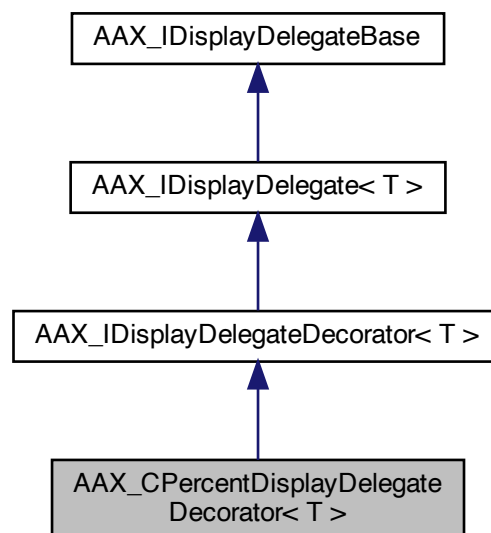 AAX_IDisplayDelegateBase
AAX_IDisplayDelegate< T >
AAX_IDisplayDelegateDecorator< T >
AAX_CPercentDisplayDelegate
Decorator< T >